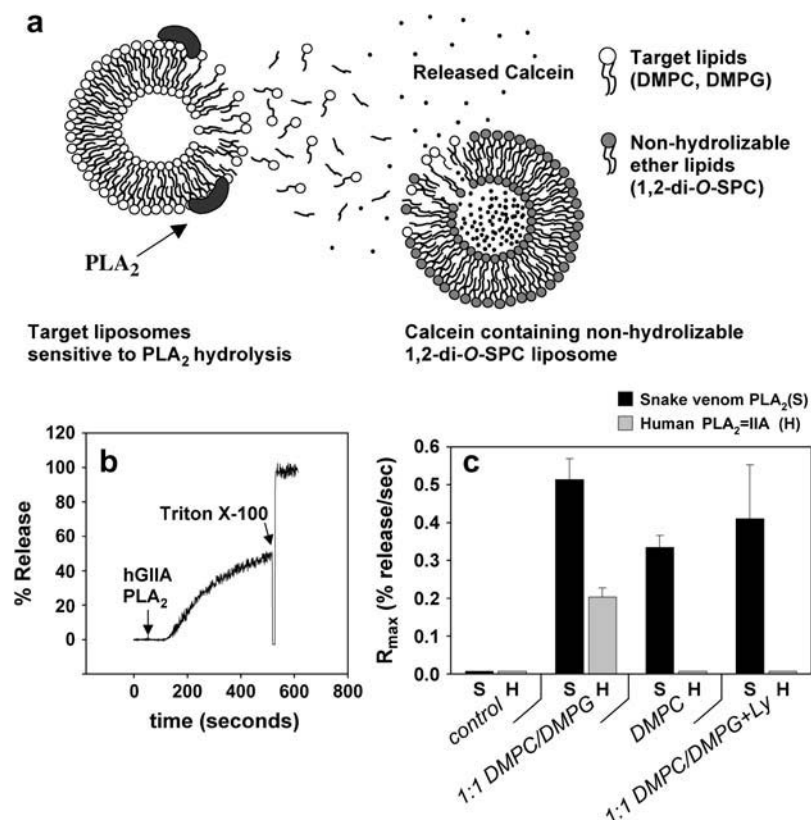 a
Released Calcein
Target lipids
(DMPC, DMPG)
Non-hydrolizable
ether lipids
(1,2-di-O-SPC)
PLA2
Target liposomes
sensitive to PLA2 hydrolysis
Calcein containing non-hydrolizable
1,2-di-O-SPC liposome
b
% Release
120
100
80
60
40
20
0
hGIIA
PLA2
Triton X-100
0 200 400 600 800
time (seconds)
Snake venom PLA2(S)
Human PLA2=IIA (H)
c
Rmax (% release/sec)
0.6
0.5
0.4
0.3
0.2
0.1
0.0
S H S H S H S H
control
1:1 DMPC/DMPG
DMPC
1:1 DMPC/DMPG+Ly